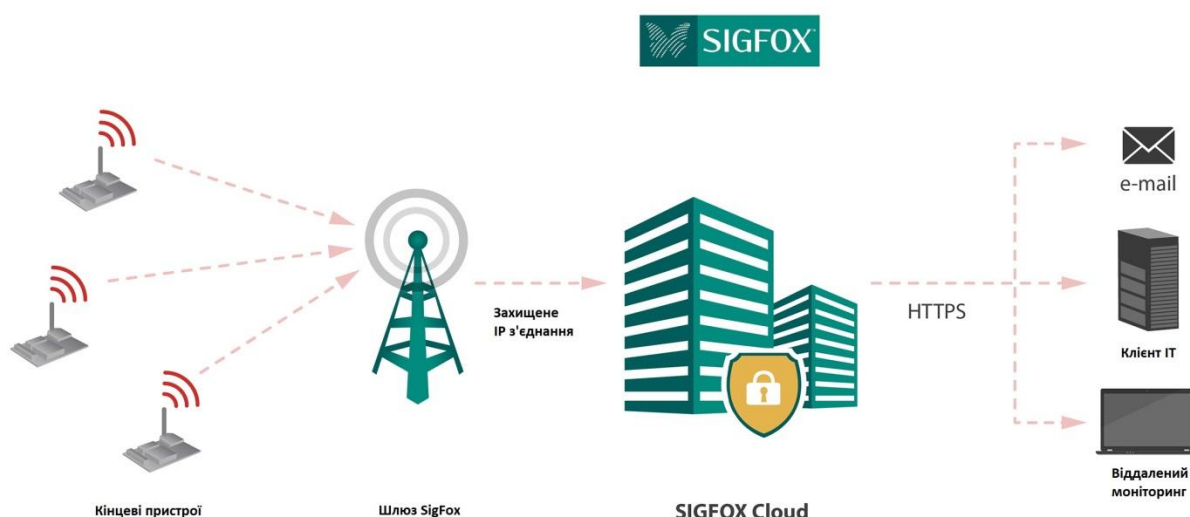 SIGFOX
e-mail
Захищене
IP з'єднання
HTTPS
Клієнт ІТ
Віддалений
моніторинг
Кінцеві пристрої
Шлюз SigFox
SIGFOX Cloud